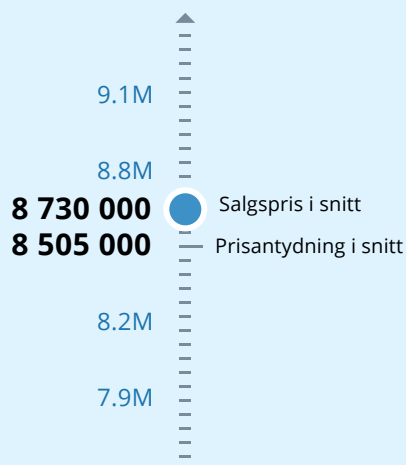 9.1M
8.8M
8 730 000 Salgspris i snitt
8 505 000 Prisantydning i snitt
8.2M
7.9M